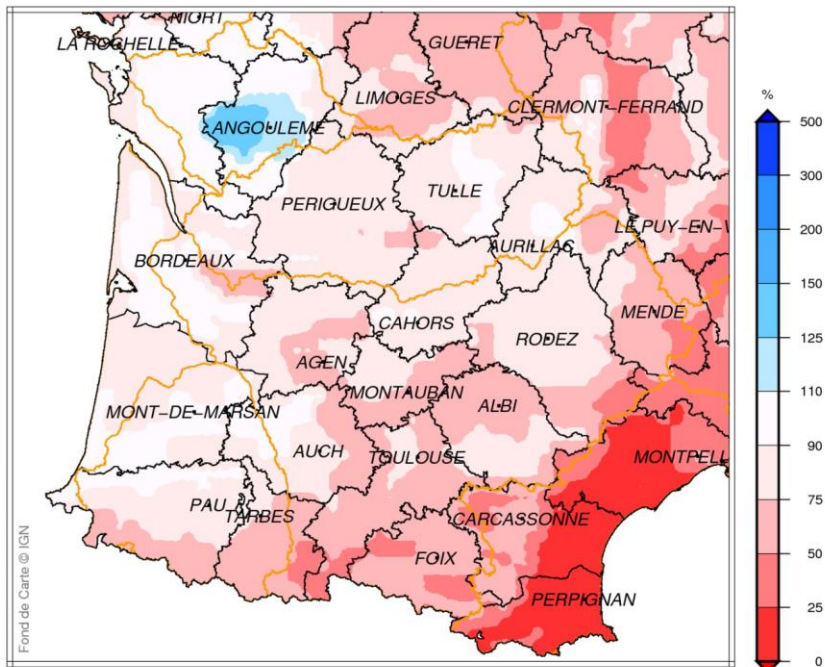 NIORT
LA ROCHELLE
GUERET
LIMOGES
CLERMONT-FERRAND
ANGOULEME
PERIGUEUX
TULLE
LE PUY-EN-V
AURILLAC
BORDEAUX
MENDE
CAHORS
RODEZ
AGEN
MONTAUBAN
ALBI
MONT-DE-MARSAN
AUCH
TOULOUSE
MONTPELL
PAU
TARBES
CARCASSONNE
FOIX
PERPIGNAN
Fond de Carte © IGN
%
500
300
200
150
125
110
90
75
50
25
0